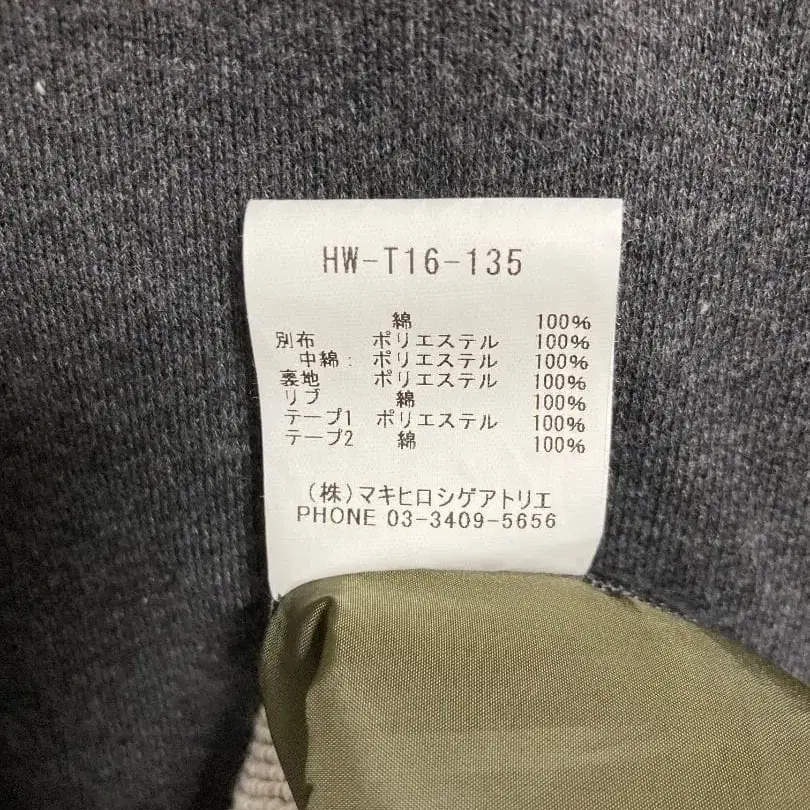 HW-T16-135
綿 100%
別布 ポリエステル 100%
中綿: ポリエステル 100%
裏地 ポリエステル 100%
リブ 綿 100%
テープ1 ポリエステル 100%
テープ2 綿 100%
(株)マキヒロシゲアトリエ
PHONE 03-3409-5656